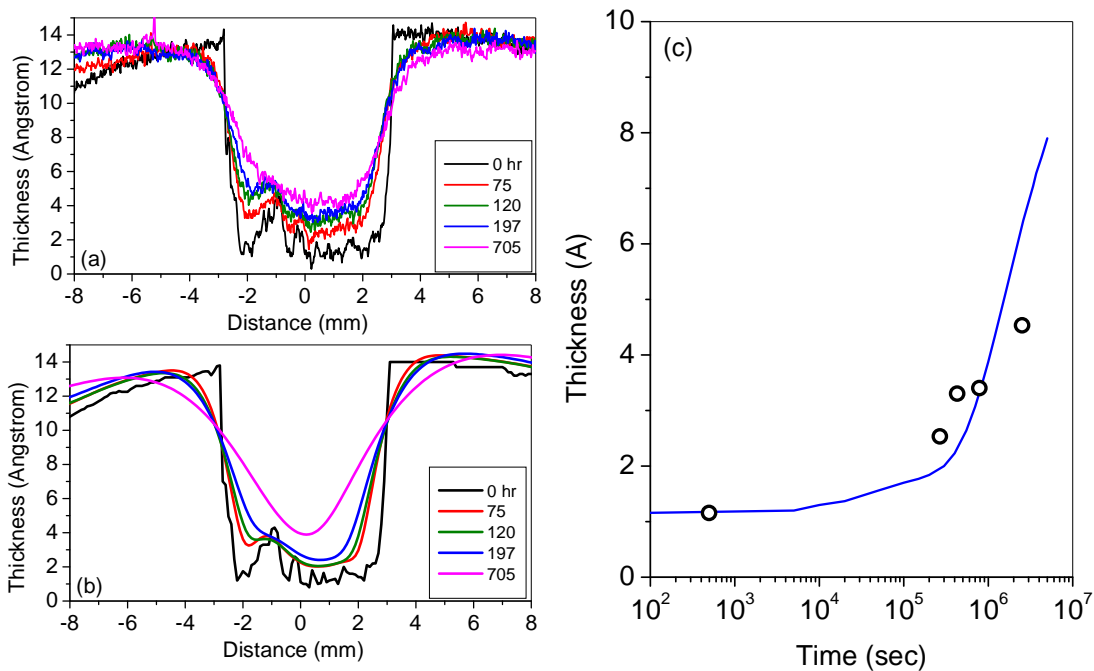 14
12
10
8
6
4
2
0
Thickness (Angstrom)
(a)
0 hr
75
120
197
705
-8 -6 -4 -2 0 2 4 6 8
Distance (mm)
14
12
10
8
6
4
2
0
Thickness (Angstrom)
(b)
0 hr
75
120
197
705
-8 -6 -4 -2 0 2 4 6 8
Distance (mm)
(c)
10
8
6
4
2
0
Thickness (A)
10² 10³ 10⁴ 10⁵ 10⁶ 10⁷
Time (sec)